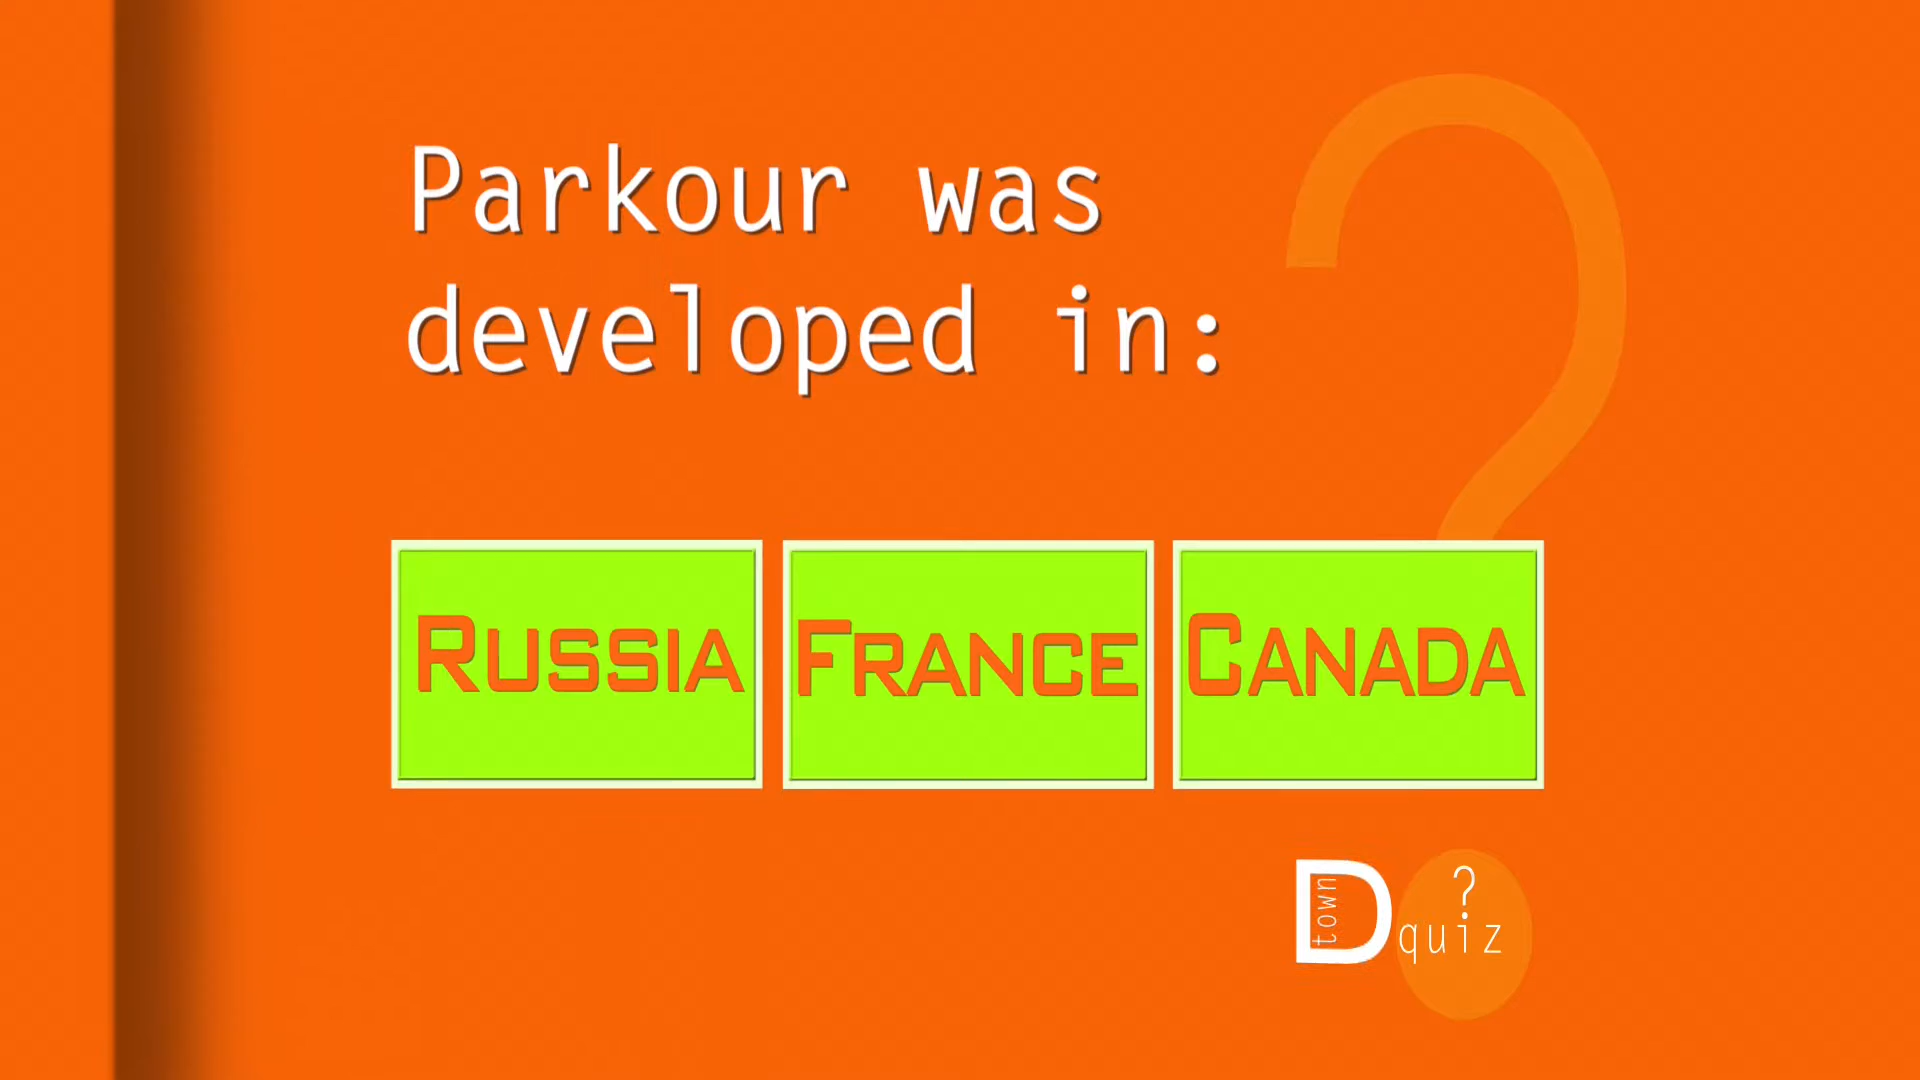 Parkour was
developed in:
RUSSIA
FRANCE
CANADA
D town
?
quiz